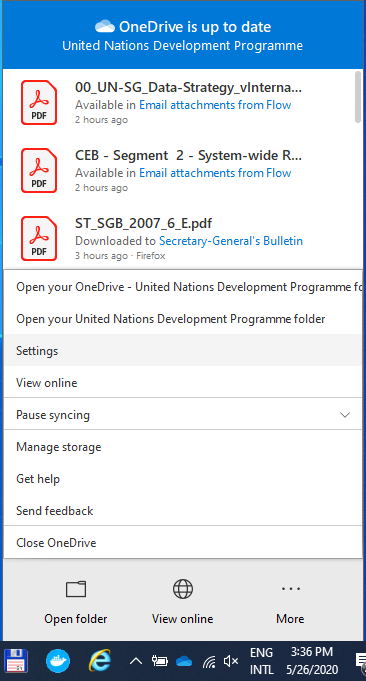 OneDrive is up to date
United Nations Development Programme
00_UN-SG_Data-Strategy_vInterna...
Available in Email attachments from Flow
2 hours ago
PDF
CEB - Segment 2 - System-wide R...
Available in Email attachments from Flow
2 hours ago
PDF
ST_SGB_2007_6_E.pdf
Downloaded to Secretary-General's Bulletin
3 hours ago · Firefox
PDF
Open your OneDrive - United Nations Development Programme fo
Open your United Nations Development Programme folder
Settings
View online
Pause syncing
Manage storage
Get help
Send feedback
Close OneDrive
Open folder
View online
More
ENG
INTL
3:36 PM
5/26/2020